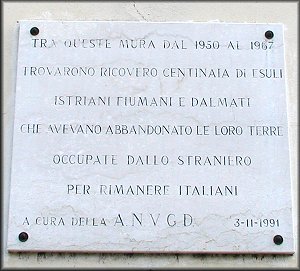 TRA QUESTE MURA DAL 1950 AL 1967
TROVARONO RICOVERO CENTINAIA DI ESULI
ISTRIANI FIUMANI E DALMATI
CHE AVEVANO ABBANDONATO LE LORO TERRE
OCCUPATE DALLO STRANIERO
PER RIMANERE ITALIANI
A CURA DELLA A.N.V.G.D. 3-11-1991